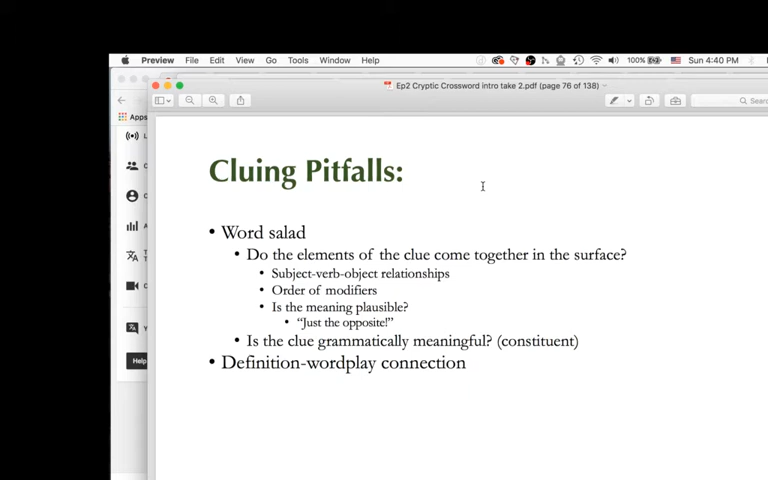 Preview File Edit View Go Tools Window Help 100% Sun 4:40 PM
Ep2 Cryptic Crossword intro take 2.pdf (page 76 of 138)
Apps
Cluing Pitfalls:
• Word salad
• Do the elements of the clue come together in the surface?
• Subject-verb-object relationships
• Order of modifiers
• Is the meaning plausible?
• “Just the opposite!”
• Is the clue grammatically meaningful? (constituent)
• Definition-wordplay connection